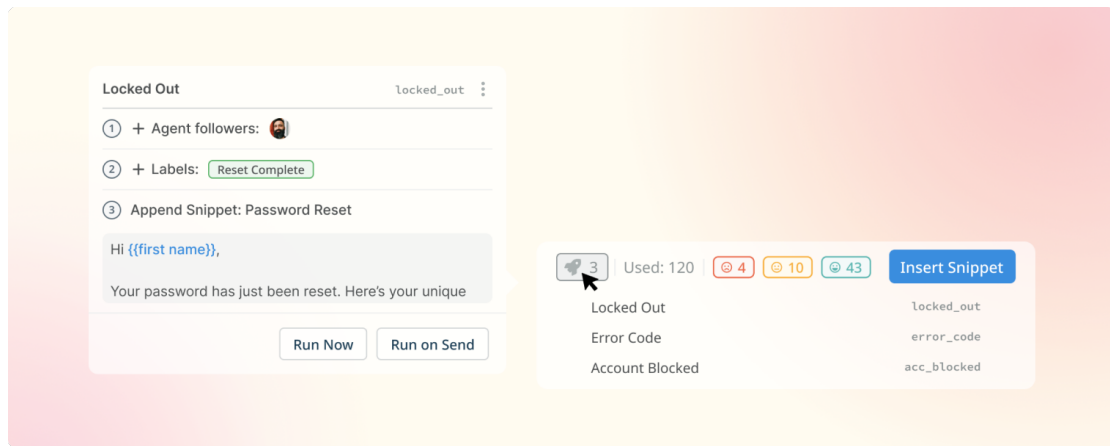 Locked Out locked_out
1 + Agent followers:
2 + Labels: Reset Complete
3 Append Snippet: Password Reset
Hi {{first name}},
Your password has just been reset. Here’s your unique
Run Now Run on Send
3 Used: 120 4 10 43 Insert Snippet
Locked Out locked_out
Error Code error_code
Account Blocked acc_blocked